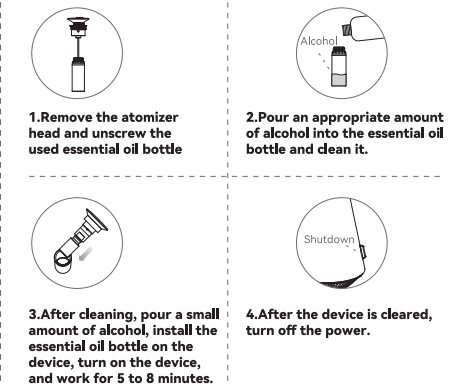 Alcohol
1.Remove the atomizer
head and unscrew the
used essential oil bottle
2.Pour an appropriate amount
of alcohol into the essential oil
bottle and clean it.
Shutdown
3.After cleaning, pour a small
amount of alcohol, install the
essential oil bottle on the
device, turn on the device,
and work for 5 to 8 minutes.
4.After the device is cleared,
turn off the power.